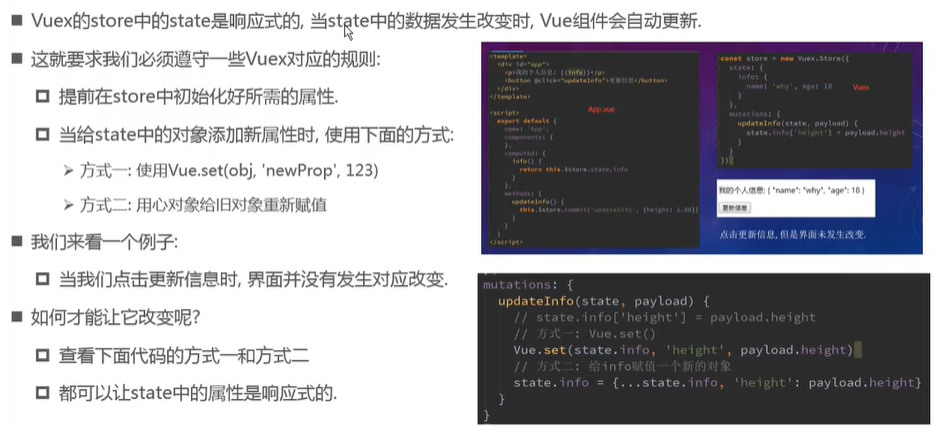 Vuex的store中的state是响应式的, 当state中的数据发生改变时, Vue组件会自动更新.
这就要求我们必须遵守一些Vuex对应的规则:
提前在store中初始化好所需的属性.
当给state中的对象添加新属性时, 使用下面的方式:
方式一: 使用Vue.set(obj, 'newProp', 123)
方式二: 用心对象给旧对象重新赋值
我们来看一个例子:
当我们点击更新信息时, 界面并没有发生对应改变.
如何才能让它改变呢?
查看下面代码的方式一和方式二
都可以让state中的属性是响应式的.
<template>
<div id="app">
<p>我的个人信息: {{info}}</p>
<button @click="updateInfo">更新信息</button>
</div>
</template>
<script>
export default {
name: 'App',
components: {
},
computed: {
info() {
return this.$store.state.info
}
},
methods: {
updateInfo() {
this.$store.commit('updateInfo', {height: 1.88})
}
}
}
</script>
App.vue
const store = new Vuex.Store({
state: {
info: {
name: 'why', age: 18
}
},
mutations: {
updateInfo(state, payload) {
state.info['height'] = payload.height
}
}
})
Vuex
我的个人信息: { "name": "why", "age": 18 }
更新信息
点击更新信息, 但是界面未发生改变.
mutations: {
updateInfo(state, payload) {
// state.info['height'] = payload.height
// 方式一: Vue.set()
Vue.set(state.info, 'height', payload.height)
// 方式二: 给info赋值一个新的对象
state.info = {...state.info, 'height': payload.height}
}
}